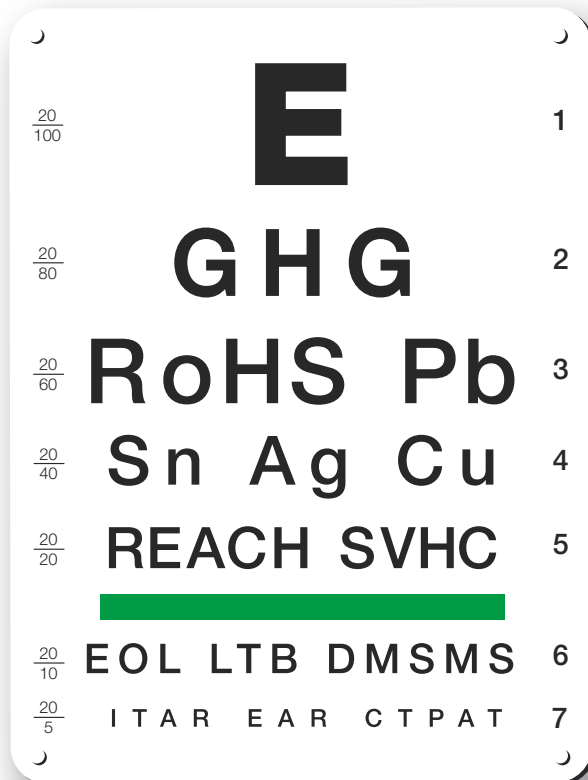 20/100 E 1
20/80 GHG 2
20/60 RoHS Pb 3
20/40 Sn Ag Cu 4
20/20 REACH SVHC 5
20/10 EOL LTB DMSMS 6
20/5 ITAR EAR CTPAT 7